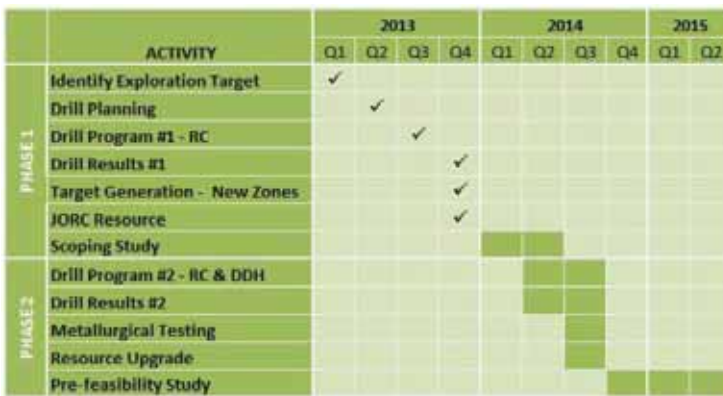 2013 2014 2015
ACTIVITY Q1 Q2 Q3 Q4 Q1 Q2 Q3 Q4 Q1 Q2
PHASE 1
Identify Exploration Target ✓
Drill Planning ✓
Drill Program #1 - RC ✓
Drill Results #1 ✓
Target Generation - New Zones ✓
JORC Resource ✓
Scoping Study
PHASE 2
Drill Program #2 - RC & DDH
Drill Results #2
Metallurgical Testing
Resource Upgrade
Pre-feasibility Study